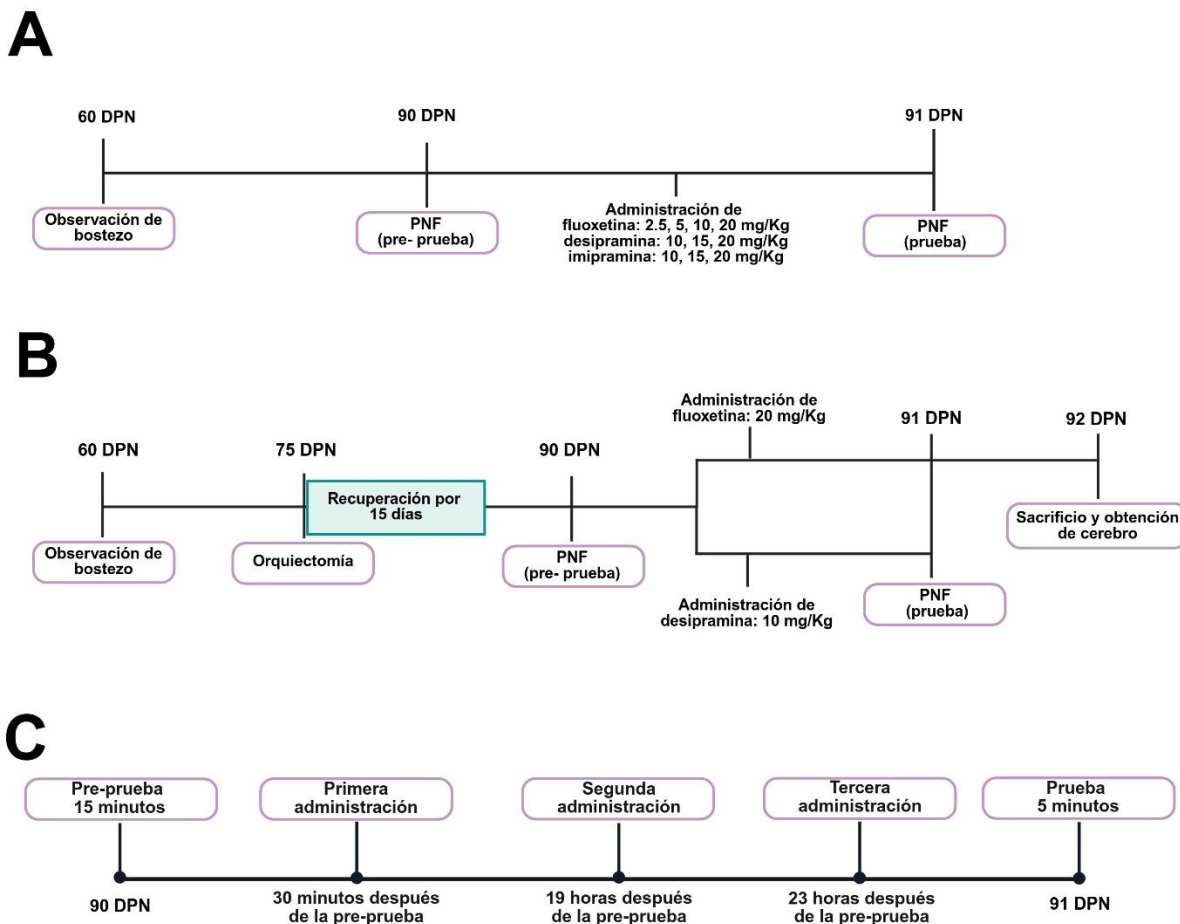 A
60 DPN
90 DPN
91 DPN
Observación de
bostezo
PNF
(pre- prueba)
Administración de
fluoxetina: 2.5, 5, 10, 20 mg/Kg
desipramina: 10, 15, 20 mg/Kg
imipramina: 10, 15, 20 mg/Kg
PNF
(prueba)
B
60 DPN
75 DPN
90 DPN
Administración de
fluoxetina: 20 mg/Kg
91 DPN
92 DPN
Recuperación por
15 días
Observación de
bostezo
Orquiectomía
PNF
(pre- prueba)
Administración de
desipramina: 10 mg/Kg
PNF
(prueba)
Sacrificio y obtención
de cerebro
C
Pre-prueba
15 minutos
Primera
administración
Segunda
administración
Tercera
administración
Prueba
5 minutos
90 DPN
30 minutos después
de la pre-prueba
19 horas después
de la pre-prueba
23 horas después
de la pre-prueba
91 DPN